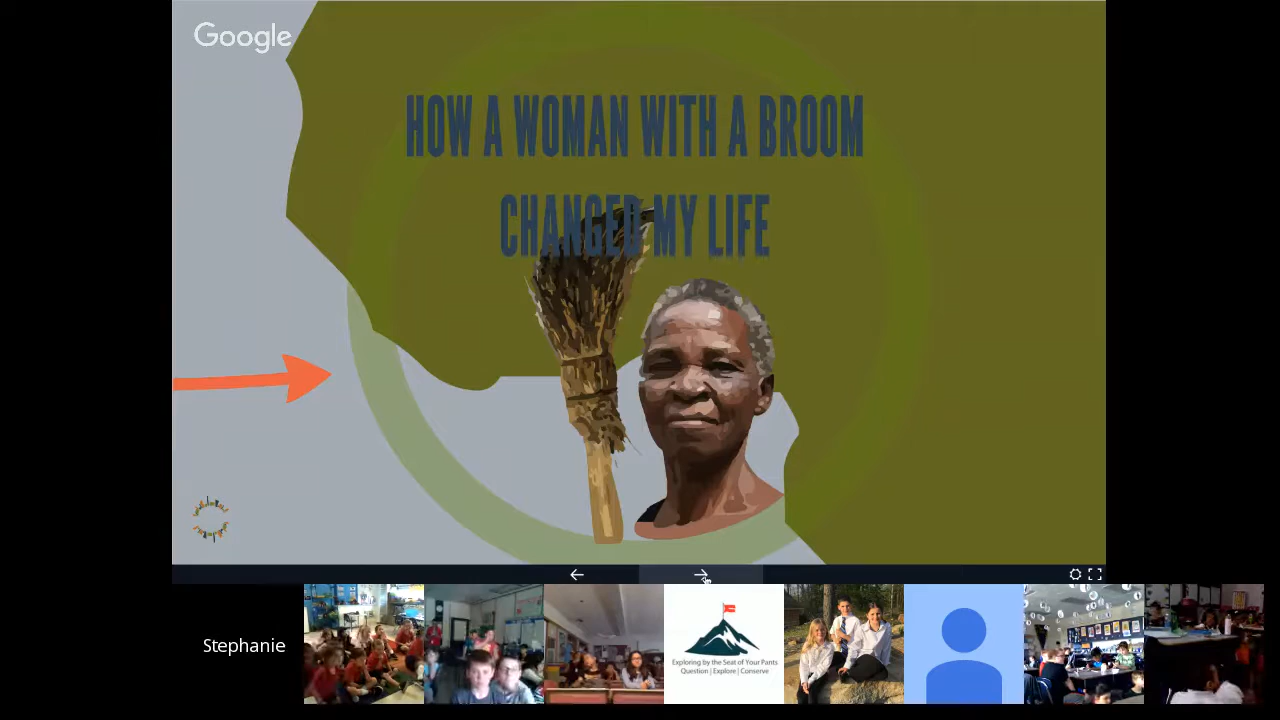 Google
HOW A WOMAN WITH A BROOM
CHANGED MY LIFE
Stephanie
Exploring by the Seat of Your Pants
Question | Explore | Conserve